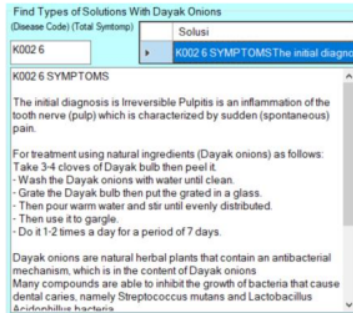 Find Types of Solutions With Dayak Onions
(Disease Code) (Total Symtomp)
Solusi
K002 6
K002 6 SYMPTOMSThe initial diagno
K002 6 SYMPTOMS
The initial diagnosis is Irreversible Pulpitis is an inflammation of the
tooth nerve (pulp) which is characterized by sudden (spontaneous)
pain.
For treatment using natural ingredients (Dayak onions) as follows:
Take 3-4 cloves of Dayak bulb then peel it.
- Wash the Dayak onions with water until clean.
- Grate the Dayak bulb then put the grated in a glass.
- Then pour warm water and stir until evenly distributed.
- Then use it to gargle.
- Do it 1-2 times a day for a period of 7 days.
Dayak onions are natural herbal plants that contain an antibacterial
mechanism, which is in the content of Dayak onions
Many compounds are able to inhibit the growth of bacteria that cause
dental caries, namely Streptococcus mutans and Lactobacillus
Acidophillus bacteria